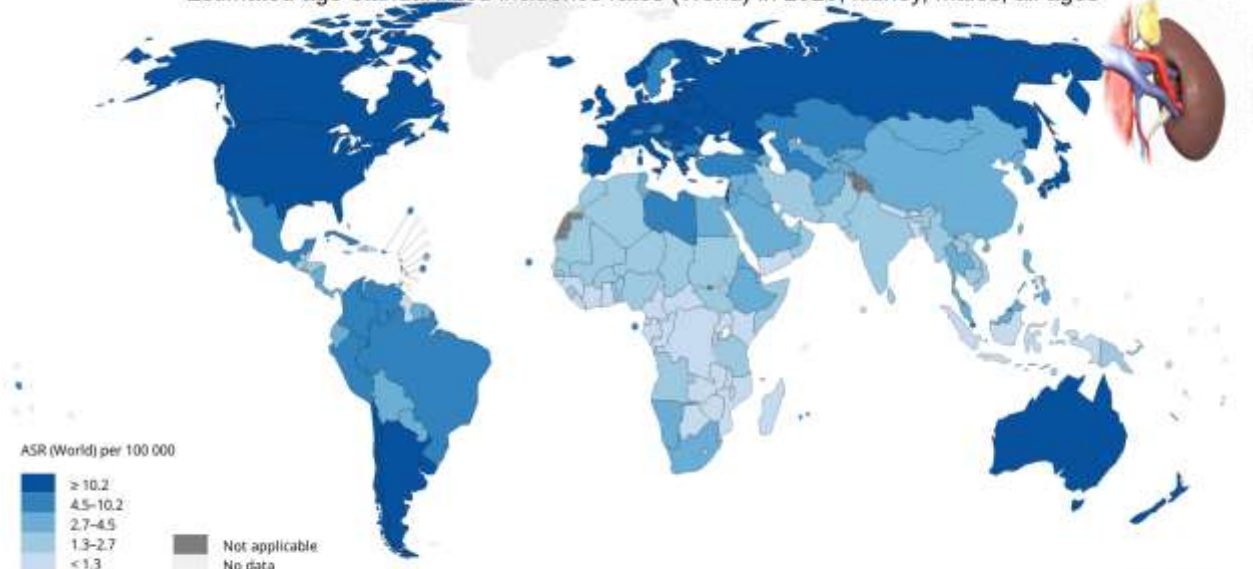 Estimated age-standardized incidence rates (World) in kidney, males, all ages
ASR (World) per 100 000
≥ 10.2
4.5–10.2
2.7–4.5
1.3–2.7
< 1.3
Not applicable
No data